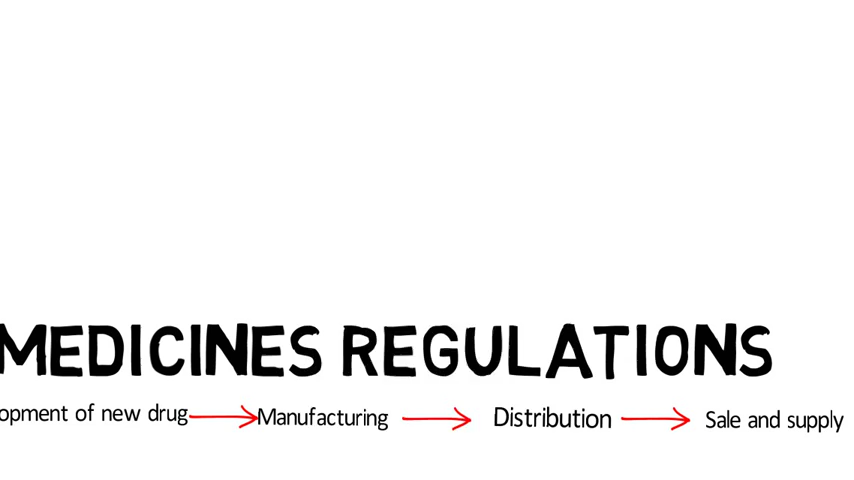 MEDICINES REGULATIONS
opment of new drug Manufacturing Distribution Sale and supply